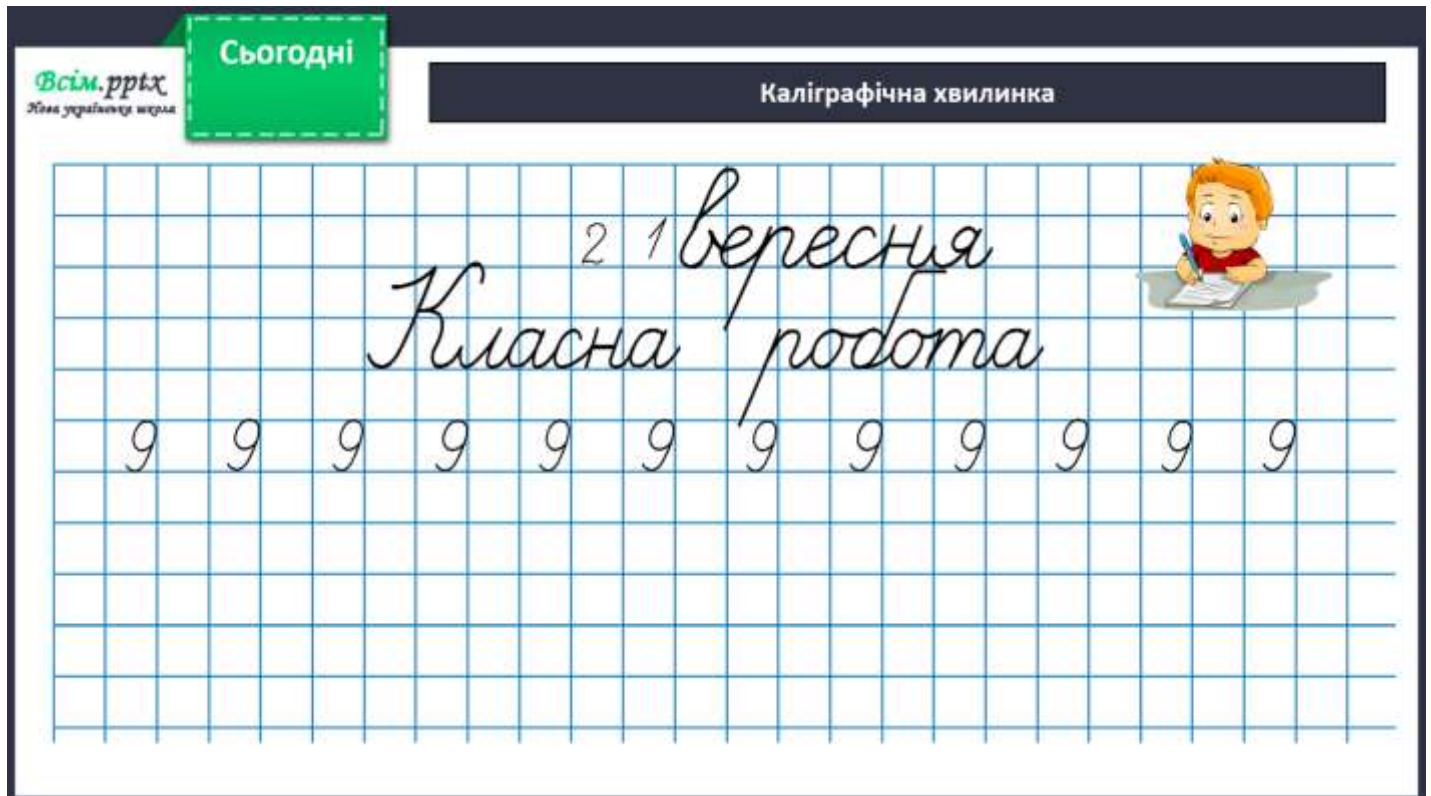 Сьогодні
Всім.pptx
Нова українська школа
Каліграфічна хвилинка
2 1 вересня
Класна робота
9 9 9 9 9 9 9 9 9 9 9 9